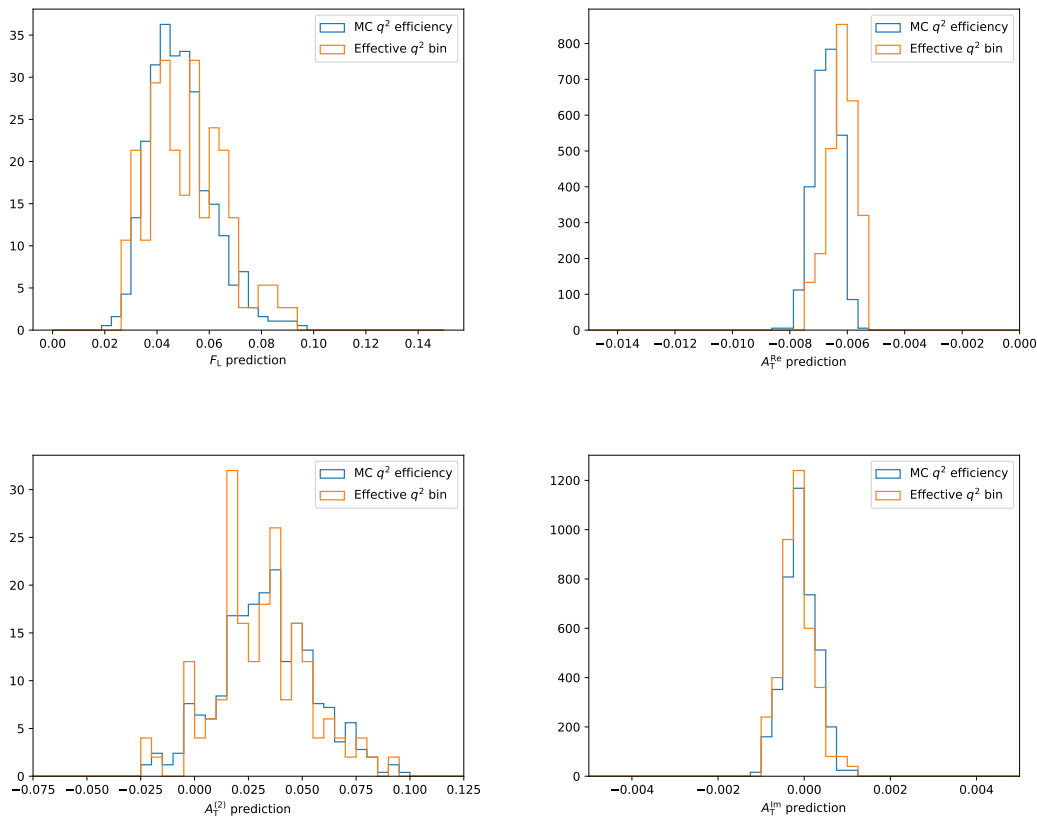 35
30
25
20
15
10
5
0
0.00 0.02 0.04 0.06 0.08 0.10 0.12 0.14
F_L prediction
MC q² efficiency
Effective q² bin
800
700
600
500
400
300
200
100
0
−0.014 −0.012 −0.010 −0.008 −0.006 −0.004 −0.002 0.000
A_T^Re prediction
MC q² efficiency
Effective q² bin
30
25
20
15
10
5
0
−0.075 −0.050 −0.025 0.000 0.025 0.050 0.075 0.100 0.125
A_T^(2) prediction
MC q² efficiency
Effective q² bin
1200
1000
800
600
400
200
0
−0.004 −0.002 0.000 0.002 0.004
A_T^Im prediction
MC q² efficiency
Effective q² bin